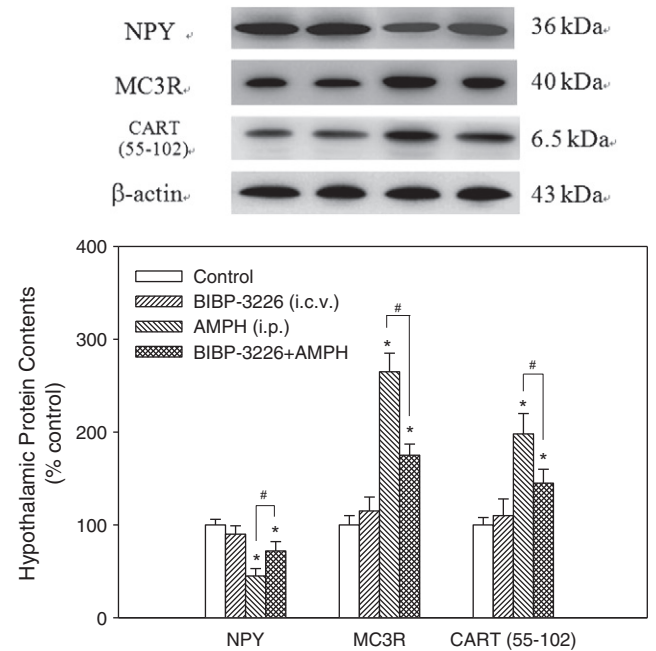 NPY 36 kDa
MC3R 40 kDa
CART
(55-102) 6.5 kDa
β-actin 43 kDa
400
300
200
100
0
Hypothalamic Protein Contents
(% control)
Control
BIBP-3226 (i.c.v.)
AMPH (i.p.)
BIBP-3226+AMPH
#
*
*
#
*
*
#
*
*
NPY MC3R CART (55-102)